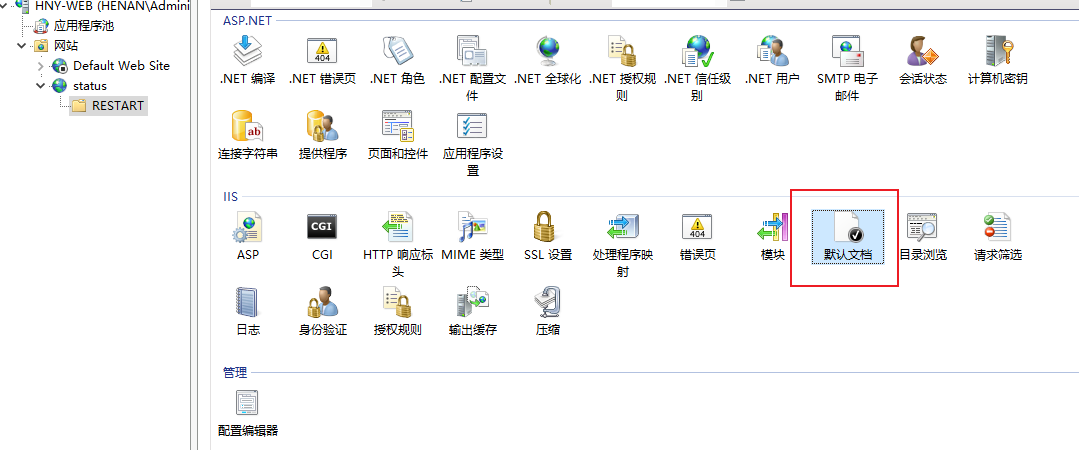 HNY-WEB (HENAN\Admini
应用程序池
网站
Default Web Site
status
RESTART
ASP.NET
.NET 编译
.NET 错误页
404
.NET 角色
.NET 配置文
件
.NET 全球化
.NET 授权规
则
.NET 信任级
别
.NET 用户
SMTP 电子
邮件
会话状态
计算机密钥
ab
连接字符串
提供程序
页面和控件
应用程序设
置
IIS
ASP
CGI
CGI
HTTP 响应标
头
MIME 类型
SSL 设置
处理程序映
射
404
错误页
模块
默认文档
目录浏览
请求筛选
日志
身份验证
授权规则
输出缓存
压缩
管理
配置编辑器